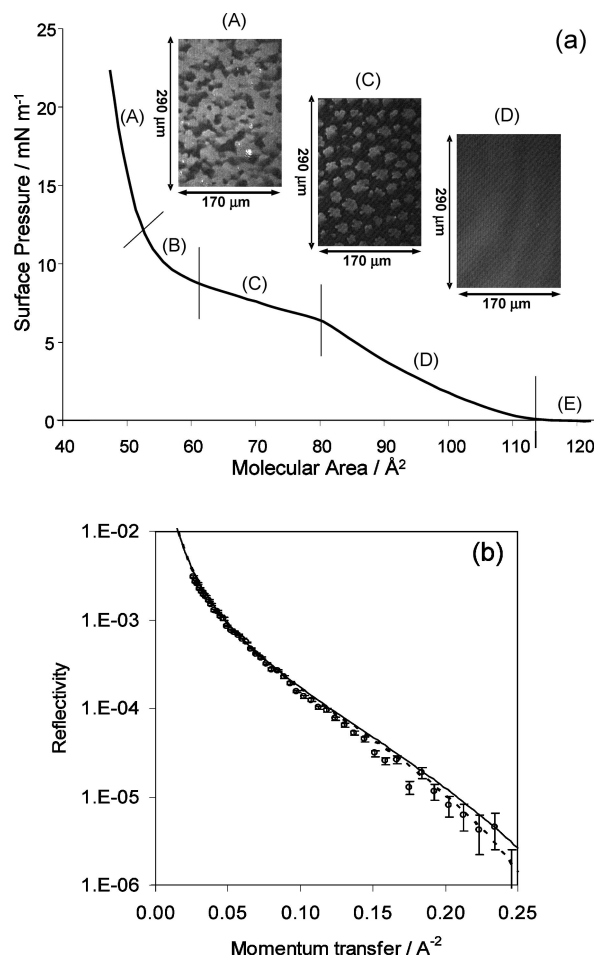 (a)
Surface Pressure / mN m⁻¹
25
20
15
10
5
0
(A)
290 µm
170 µm
(C)
290 µm
170 µm
(D)
290 µm
170 µm
(A)
(B)
(C)
(D)
(E)
40 50 60 70 80 90 100 110 120
Molecular Area / Å²
(b)
Reflectivity
1.E-02
1.E-03
1.E-04
1.E-05
1.E-06
0.00 0.05 0.10 0.15 0.20 0.25
Momentum transfer / A⁻²